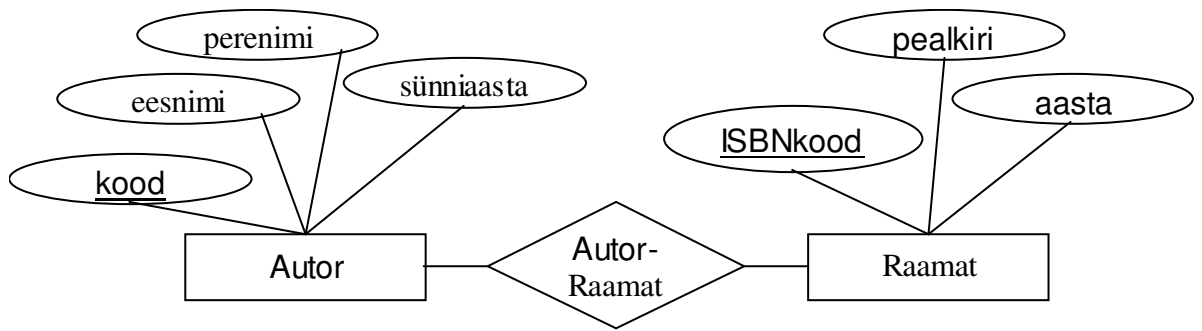 perenimi
pealkiri
eesnimi
sünniaasta
aasta
kood
ISBNkood
Autor
Autor-
Raamat
Raamat